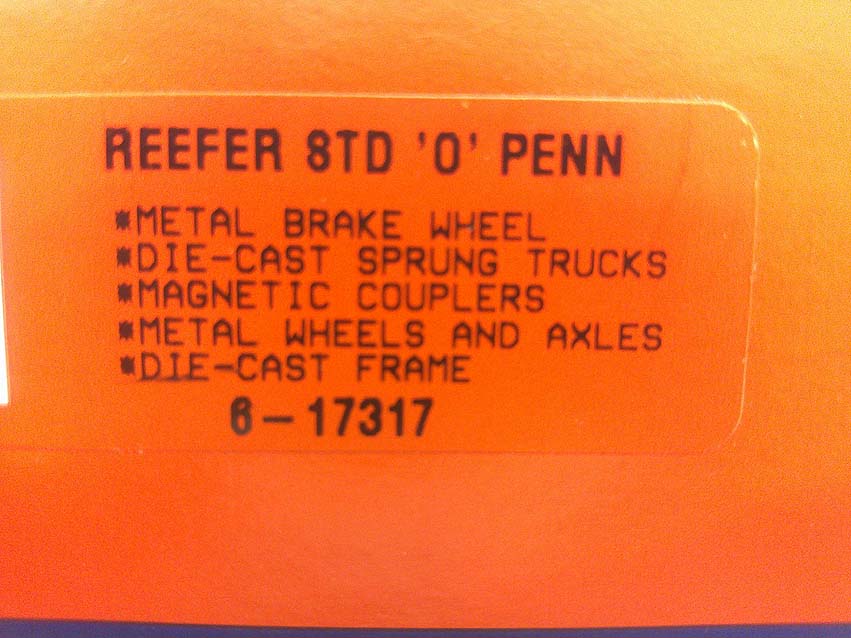 REEFER STD 'O' PENN
*METAL BRAKE WHEEL
*DIE-CAST SPRUNG TRUCKS
*MAGNETIC COUPLERS
*METAL WHEELS AND AXLES
*DIE-CAST FRAME
6-17317